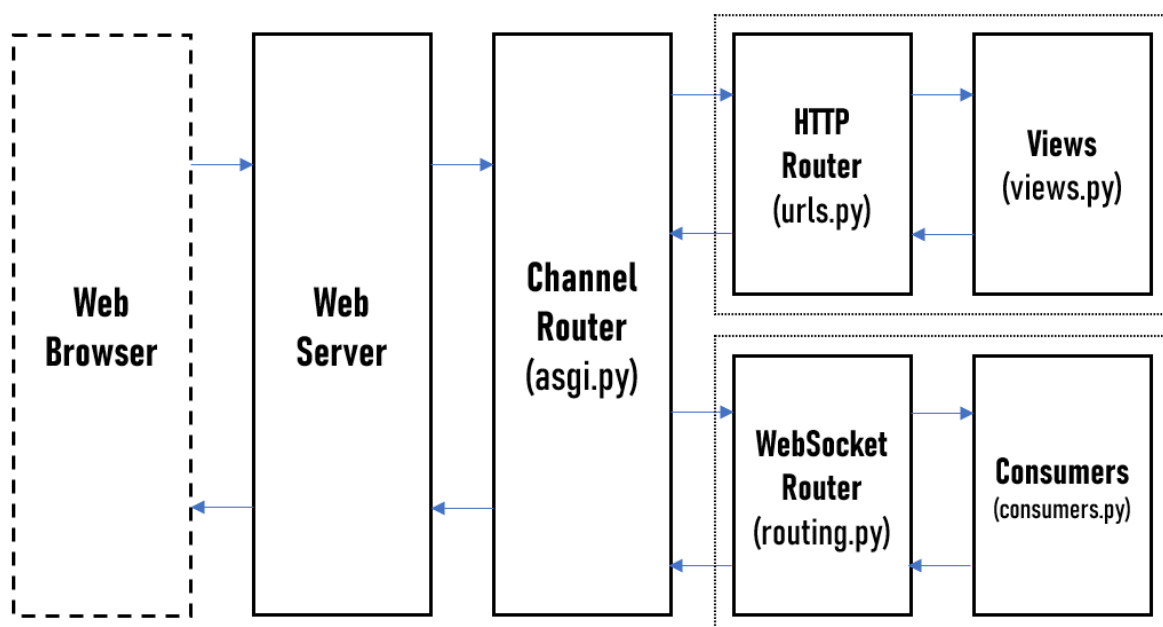 Web
Browser
Web
Server
Channel
Router
(asgi.py)
HTTP
Router
(urls.py)
Views
(views.py)
WebSocket
Router
(routing.py)
Consumers
(consumers.py)